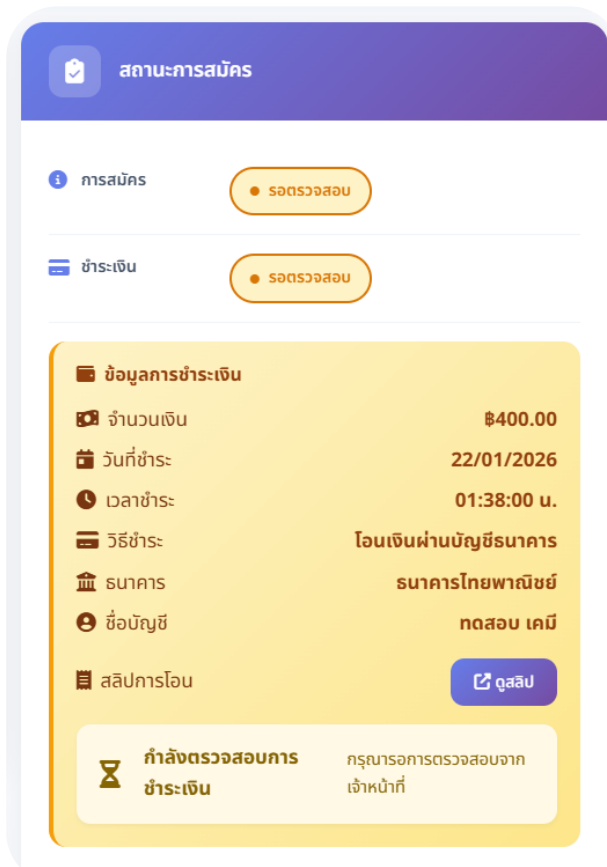 สถานะการสมัคร
การสมัคร
รอตรวจสอบ
ชำระเงิน
รอตรวจสอบ
ข้อมูลการชำระเงิน
จำนวนเงิน ฿400.00
วันที่ชำระ 22/01/2026
เวลาชำระ 01:38:00 น.
วิธีชำระ โอนเงินผ่านบัญชีธนาคาร
ธนาคาร ธนาคารไทยพาณิชย์
ชื่อบัญชี ทดสอบ เคมี
สลิปการโอน ดูสลิป
กำลังตรวจสอบการ
ชำระเงิน
กรุณารอการตรวจสอบจาก
เจ้าหน้าที่